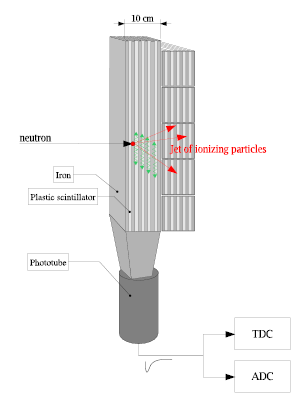 10 cm
neutron
Jet of ionizing particles
Iron
Plastic scintillator
Phototube
TDC
ADC